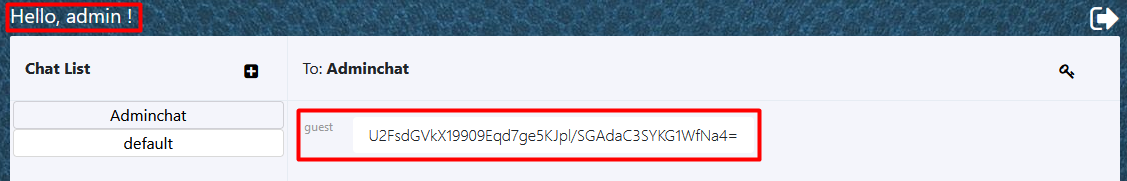 Hello, admin !
Chat List
To: Adminchat
Adminchat
default
guest
U2FsdGVkX19909Eqd7ge5KJpl/SGAdaC3SYKG1WfNa4=